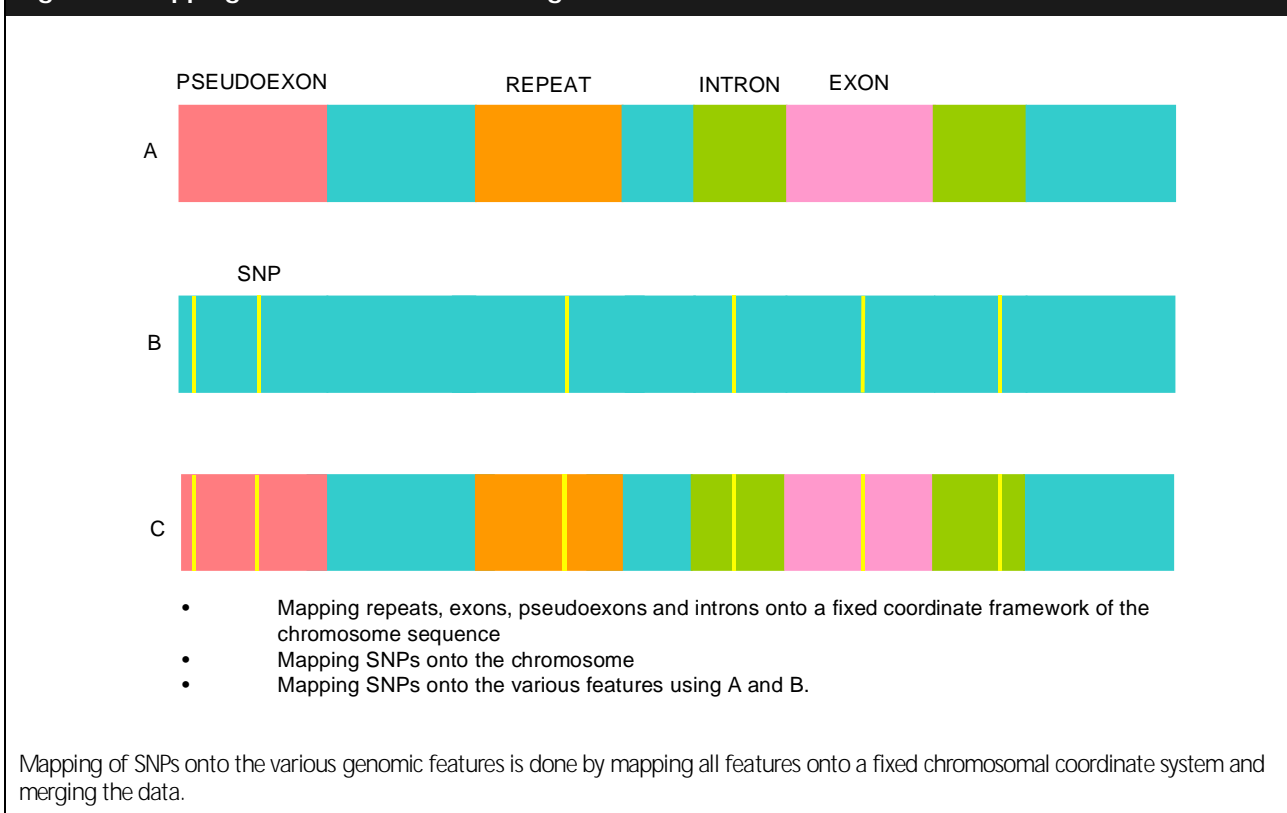 PSEUDOEXON REPEAT INTRON EXON
A
SNP
B
C
• Mapping repeats, exons, pseudoexons and introns onto a fixed coordinate framework of the
chromosome sequence
• Mapping SNPs onto the chromosome
• Mapping SNPs onto the various features using A and B.
Mapping of SNPs onto the various genomic features is done by mapping all features onto a fixed chromosomal coordinate system and
merging the data.